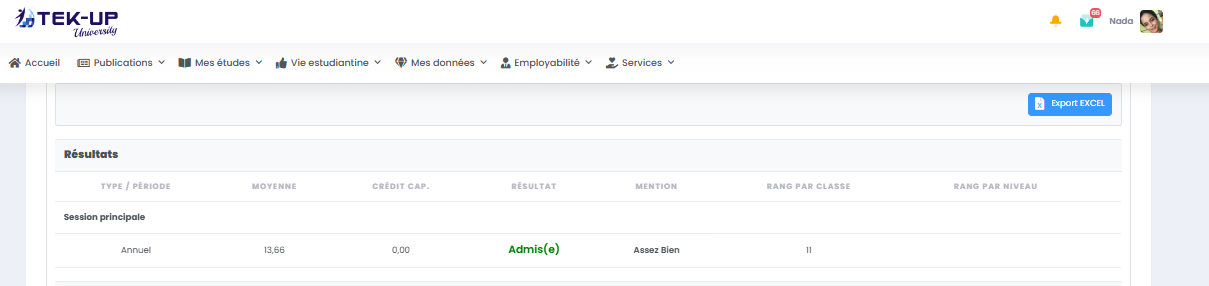 TEK-UP
University
66
Nada
Accueil Publications Mes études Vie estudiantine Mes données Employabilité Services
Export EXCEL
Résultats
TYPE / PÉRIODE MOYENNE CRÉDIT CAP. RÉSULTAT MENTION RANG PAR CLASSE RANG PAR NIVEAU
Session principale
Annuel 13,66 0,00 Admis(e) Assez Bien 11